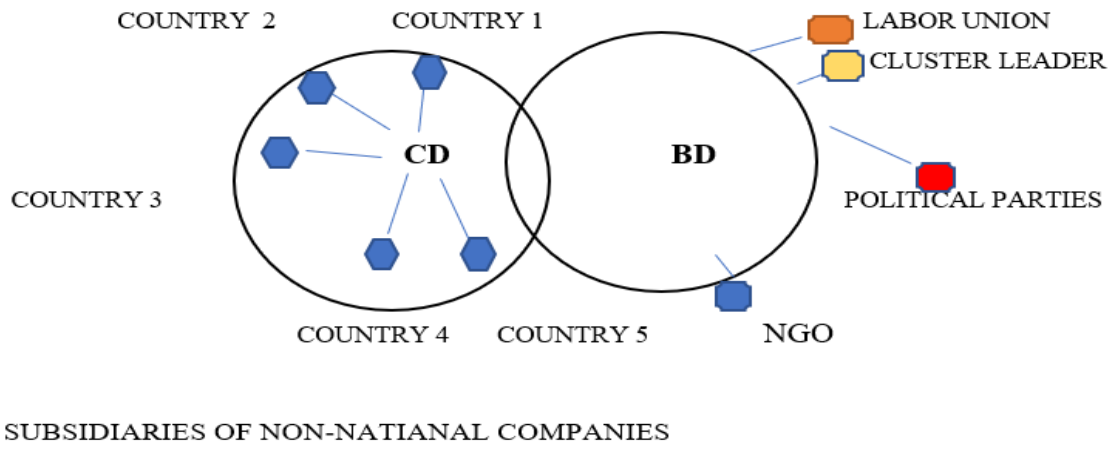 COUNTRY 2
COUNTRY 1
LABOR UNION
CLUSTER LEADER
CD
BD
COUNTRY 3
POLITICAL PARTIES
COUNTRY 4
COUNTRY 5
NGO
SUBSIDIARIES OF NON-NATIANAL COMPANIES